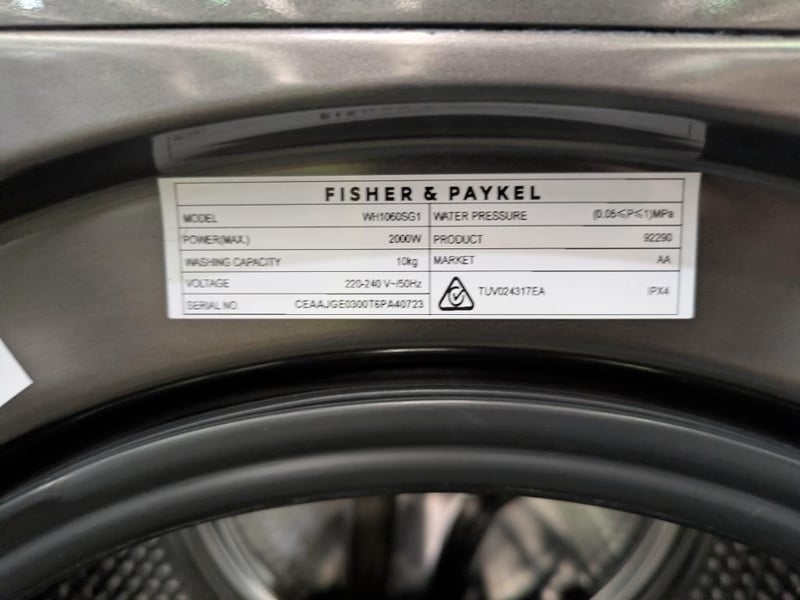 FISHER & PAYKEL
MODEL WH1060SG1 WATER PRESSURE (0.05≤P≤1)MPa
POWER(MAX.) 2000W PRODUCT 92290
WASHING CAPACITY 10kg MARKET AA
VOLTAGE 220-240 V~/50Hz
TUV024317EA IPX4
SERIAL NO. CEAAJGE0300T6PA40723